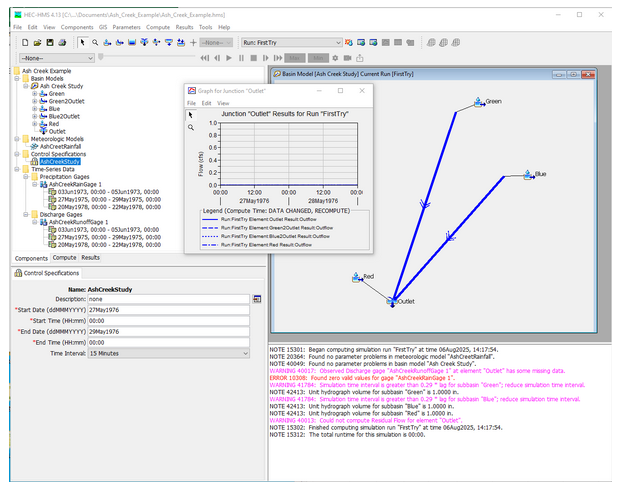 HEC-HMS 4.13 [C:\...\Documents\Ash Creek_Example\Ash_Creek_Example.hms]
File Edit View Components GIS Parameters Compute Results Tools Help
--None--
Run: FirstTry
--None--
Ash Creek Example
Basin Models
Ash Creek Study
Green
Green2Outlet
Blue
Blue2Outlet
Red
Outlet
Meteorologic Models
AshCreetRainfall
Control Specifications
AshCreekStudy
Time-Series Data
Precipitation Gages
AshCreekRainGage 1
03Jun1973, 00:00 - 05Jun1973, 00:00
27May1975, 00:00 - 29May1975, 00:00
20May1978, 00:00 - 22May1978, 00:00
Discharge Gages
AshCreekRunoffGage 1
03Jun1973, 00:00 - 05Jun1973, 00:00
27May1975, 00:00 - 29May1975, 00:00
20May1978, 00:00 - 22May1978, 00:00
Components Compute Results
Control Specifications
Name: AshCreekStudy
Description: none
*Start Date (ddMMMYYYY) 27May1976
*Start Time (HH:mm) 00:00
*End Date (ddMMMYYYY) 29May1976
*End Time (HH:mm) 00:00
Time Interval: 15 Minutes
Graph for Junction "Outlet"
File Edit View
Junction "Outlet" Results for Run "FirstTry"
Flow (cfs)
1.0
0.8
0.6
0.4
0.2
0.0
00:00 12:00 00:00 12:00 00:0
27May1976 28May1976
Legend (Compute Time: DATA CHANGED, RECOMPUTE)
Run:FirstTry Element:Outlet Result:Outflow
Run:FirstTry Element:Green2Outlet Result:Outflow
Run:FirstTry Element:Blue2Outlet Result:Outflow
Run:FirstTry Element:Red Result:Outflow
Basin Model [Ash Creek Study] Current Run [FirstTry]
Green
Blue
Red
Outlet
NOTE 15301: Began computing simulation run "FirstTry" at time 06Aug2025, 14:17:54.
NOTE 20364: Found no parameter problems in meteorologic model "AshCreetRainfall".
NOTE 40049: Found no parameter problems in basin model "Ash Creek Study".
WARNING 40017: Observed Discharge gage "AshCreekRunoffGage 1" at element "Outlet" has some missing data.
ERROR 10308: Found zero valid values for gage "AshCreekRainGage 1".
WARNING 41784: Simulation time interval is greater than 0.29 * lag for subbasin "Green"; reduce simulation time interval.
NOTE 42413: Unit hydrograph volume for subbasin "Green" is 1.0000 in.
WARNING 41784: Simulation time interval is greater than 0.29 * lag for subbasin "Blue"; reduce simulation time interval.
NOTE 42413: Unit hydrograph volume for subbasin "Blue" is 1.0000 in.
NOTE 42413: Unit hydrograph volume for subbasin "Red" is 1.0000 in.
WARNING 40013: Could not compute Residual Flow for element "Outlet".
NOTE 15302: Finished computing simulation run "FirstTry" at time 06Aug2025, 14:17:54.
NOTE 15312: The total runtime for this simulation is 00:00.